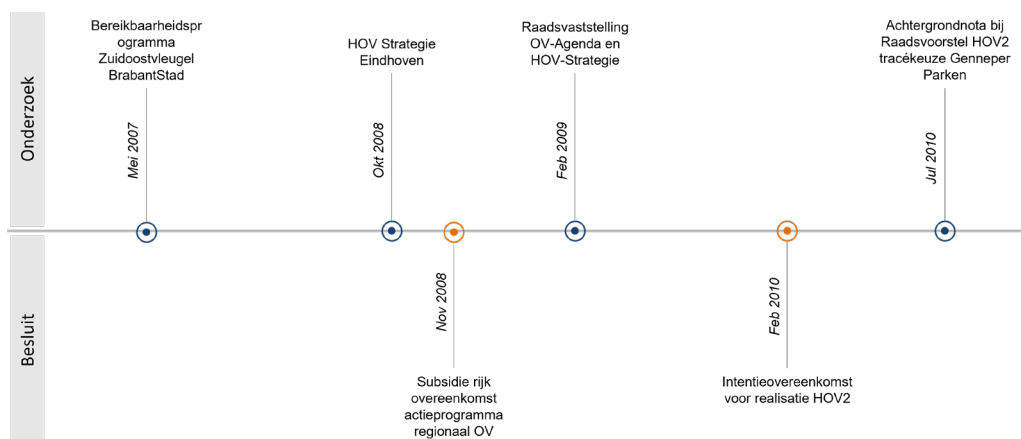 Onderzoek
Bereikbaarheidspr
ogramma
Zuidoostvleugel
BrabantStad
Mei 2007
HOV Strategie
Eindhoven
Okt 2008
Raadsvaststelling
OV-Agenda en
HOV-Strategie
Feb 2009
Achtergrondnota bij
Raadsvoorstel HOV2
tracékeuze Genneper
Parken
Jul 2010
Besluit
Nov 2008
Subsidie rijk
overeenkomst
actieprogramma
regionaal OV
Feb 2010
Intentieovereenkomst
voor realisatie HOV2